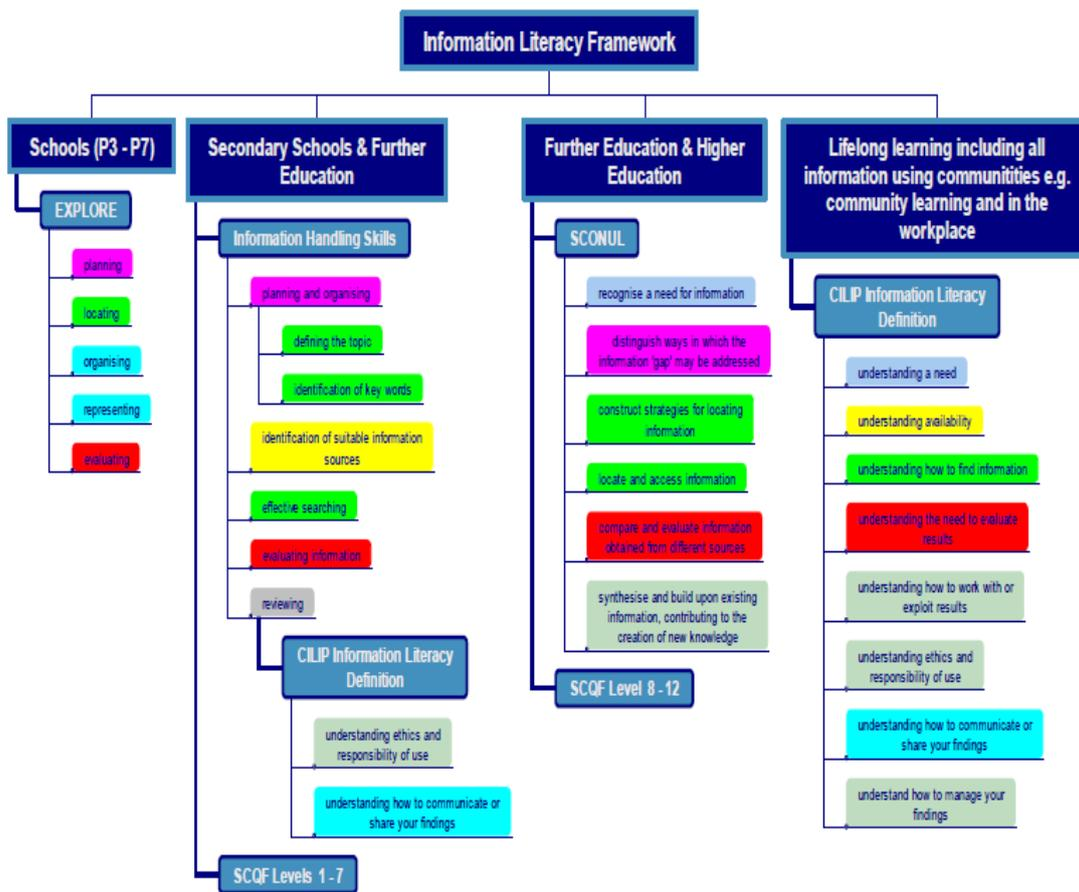 Information Literacy Framework
Schools (P3 - P7)
EXPLORE
planning
locating
organising
representing
evaluating
Secondary Schools & Further
Education
Information Handling Skills
planning and organising
defining the topic
identification of key words
identification of suitable information
sources
effective searching
evaluating information
reviewing
CILIP Information Literacy
Definition
understanding ethics and
responsibility of use
understanding how to communicate or
share your findings
SCQF Levels 1 - 7
Further Education & Higher
Education
SCONUL
recognise a need for information
distinguish ways in which the
information 'gap' may be addressed
construct strategies for locating
information
locate and access information
compare and evaluate information
obtained from different sources
synthesise and build upon existing
information, contributing to the
creation of new knowledge
SCQF Level 8 - 12
Lifelong learning including all
information using communitities e.g.
community learning and in the
workplace
CILIP Information Literacy
Definition
understanding a need
understanding availability
understanding how to find information
understanding the need to evaluate
results
understanding how to work with or
exploit results
understanding ethics and
responsibility of use
understanding how to communicate or
share your findings
understand how to manage your
findings